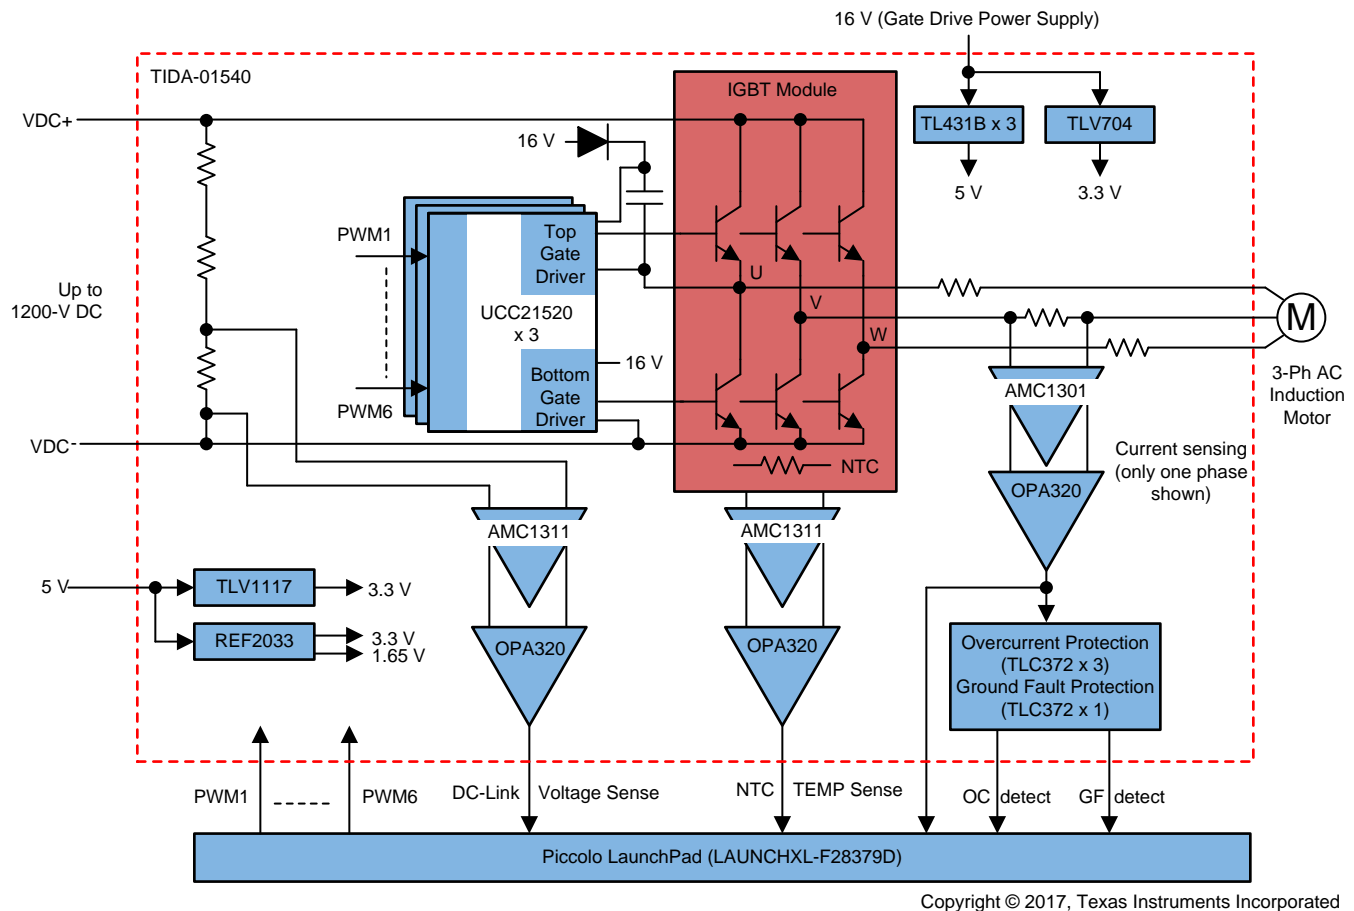 16 V (Gate Drive Power Supply)
TIDA-01540
IGBT Module
VDC+
16 V
TL431B x 3
TLV704
5 V
3.3 V
PWM1
Top
Gate
Driver
U
Up to
1200-V DC
UCC21520
x 3
V
M
W
16 V
3-Ph AC
Induction
Motor
Bottom
Gate
Driver
PWM6
AMC1301
VDC-
NTC
Current sensing
(only one phase
shown)
OPA320
AMC1311
AMC1311
5 V
TLV1117
3.3 V
REF2033
3.3 V
1.65 V
OPA320
OPA320
Overcurrent Protection
(TLC372 x 3)
Ground Fault Protection
(TLC372 x 1)
PWM1
PWM6
DC-Link Voltage Sense
NTC TEMP Sense
OC detect
GF detect
Piccolo LaunchPad (LAUNCHXL-F28379D)
Copyright © 2017, Texas Instruments Incorporated